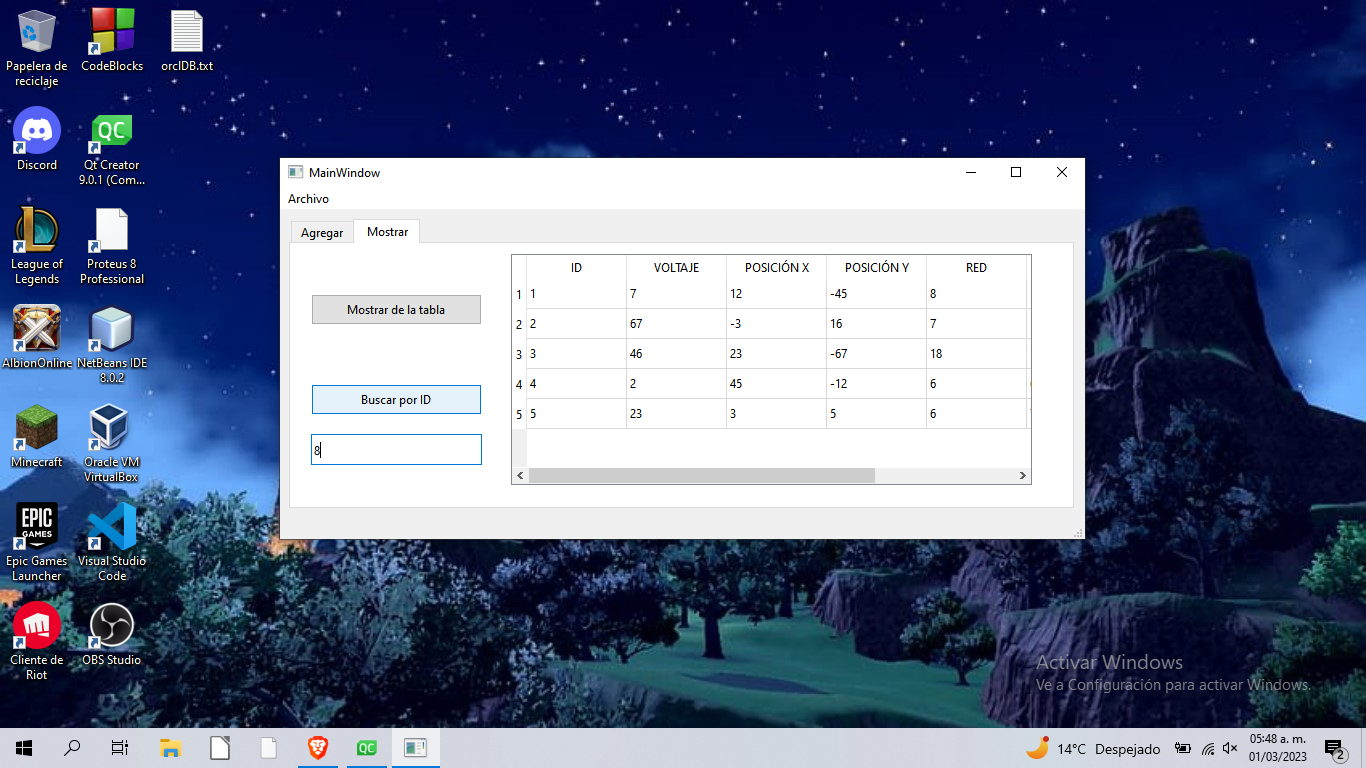 Papelera de
reciclaje
CodeBlocks
orclDB.txt
Discord
QC
Qt Creator
9.0.1 (Com...
League of
Legends
Proteus 8
Professional
AlbionOnline
NetBeans IDE
8.0.2
Minecraft
Oracle VM
VirtualBox
EPIC
GAMES
Epic Games
Launcher
Visual Studio
Code
Cliente de
Riot
OBS Studio
MainWindow
Archivo
Agregar Mostrar
Mostrar de la tabla
Buscar por ID
8
ID VOLTAJE POSICIÓN X POSICIÓN Y RED
1 1 7 12 -45 8
2 2 67 -3 16 7
3 3 46 23 -67 18
4 4 2 45 -12 6
5 5 23 3 5 6
Activar Windows
Ve a Configuración para activar Windows.
QC
14°C Despejado
05:48 a. m.
01/03/2023
2